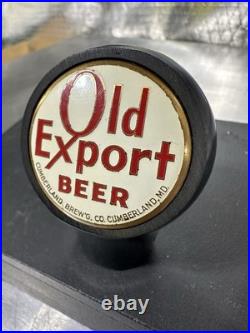 Old
Export
BEER
CUMBERLAND BREW'G. CO. CUMBERLAND, MD.